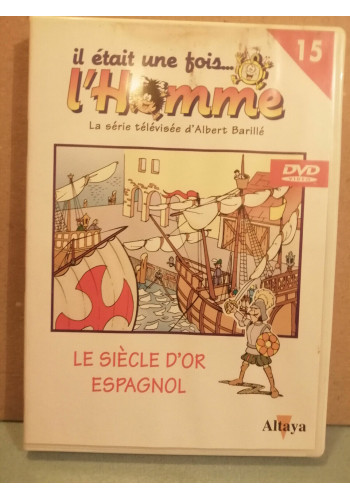 il était une fois...
l'Homme
15
La série télévisée d'Albert Barillé
DVD
VIDEO
LE SIÈCLE D'OR
ESPAGNOL
Altaya